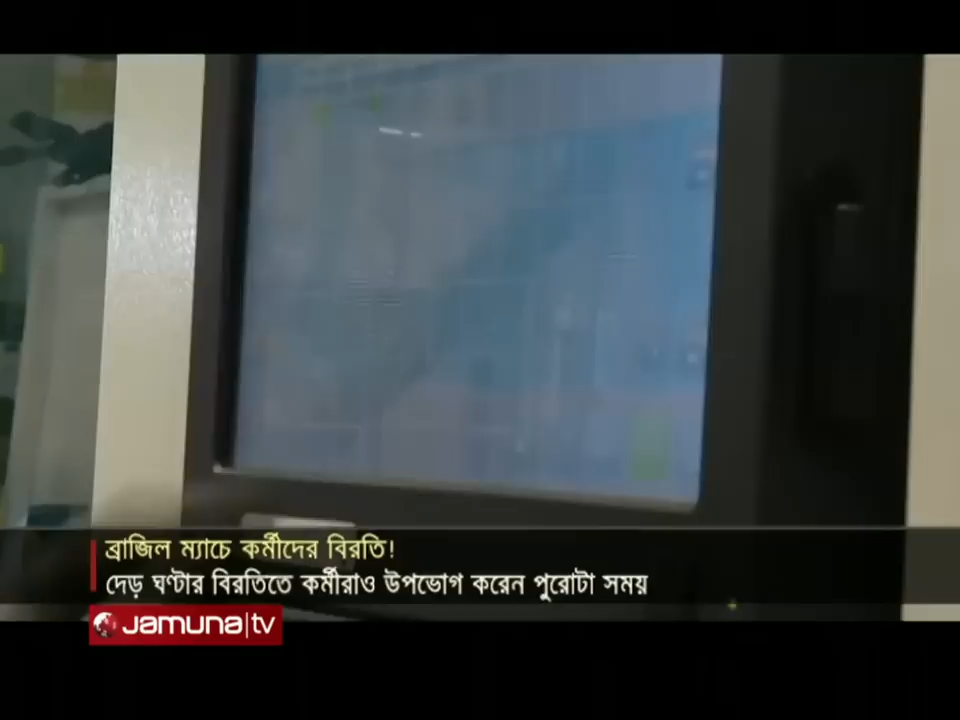 ব্রাজিল ম্যাচে কর্মীদের বিরতি!
দেড় ঘণ্টার বিরতিতে কর্মীরাও উপভোগ করেন পুরোটা সময়
Jamuna|tv